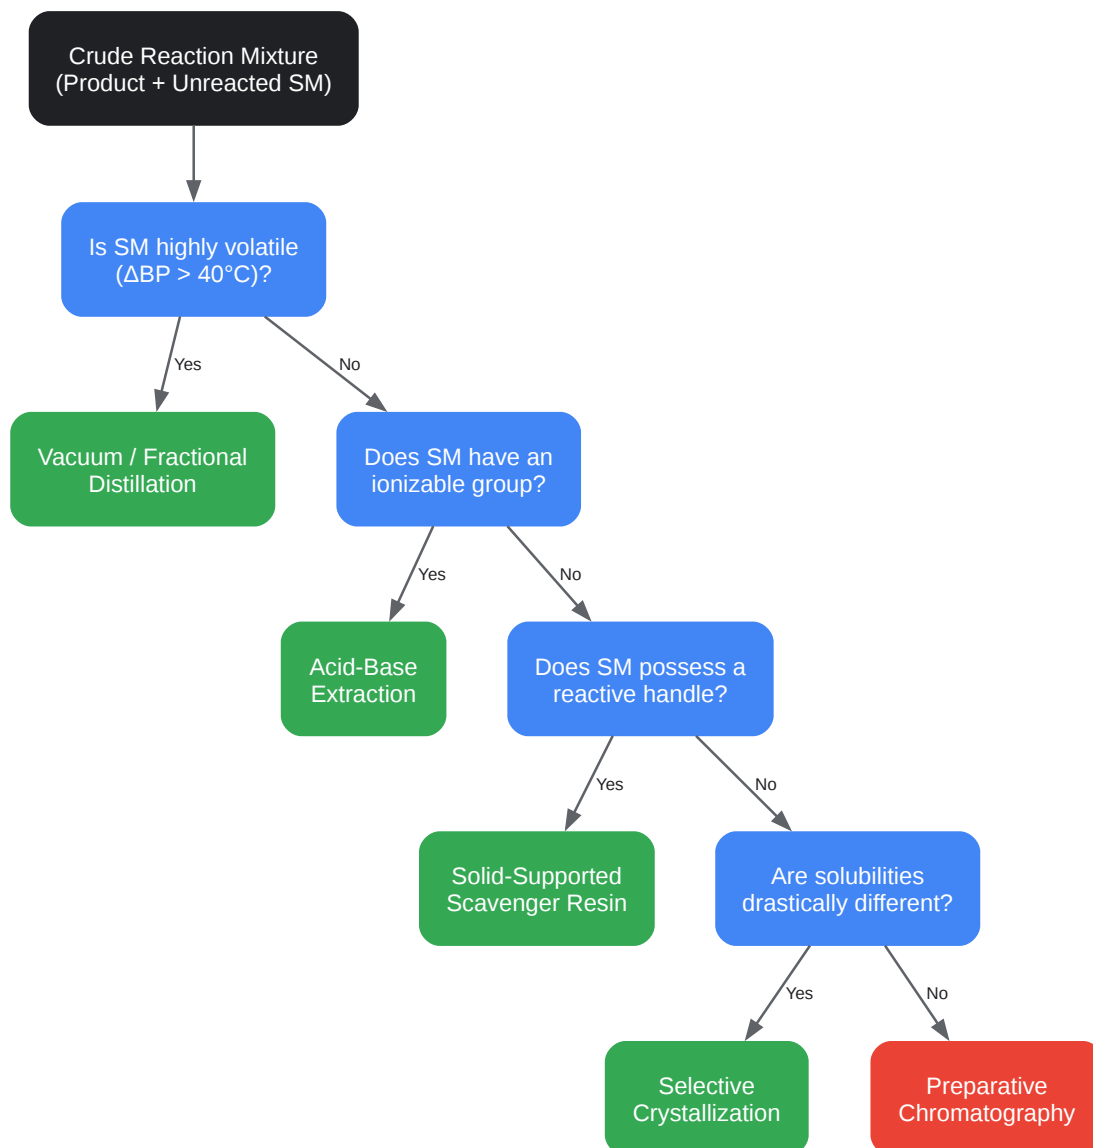 Crude Reaction Mixture
(Product + Unreacted SM)
Is SM highly volatile
(ΔBP > 40°C)?
Yes
No
Vacuum / Fractional
Distillation
Does SM have an
ionizable group?
Yes
No
Acid-Base
Extraction
Does SM possess a
reactive handle?
Yes
No
Solid-Supported
Scavenger Resin
Are solubilities
drastically different?
Yes
No
Selective
Crystallization
Preparative
Chromatography